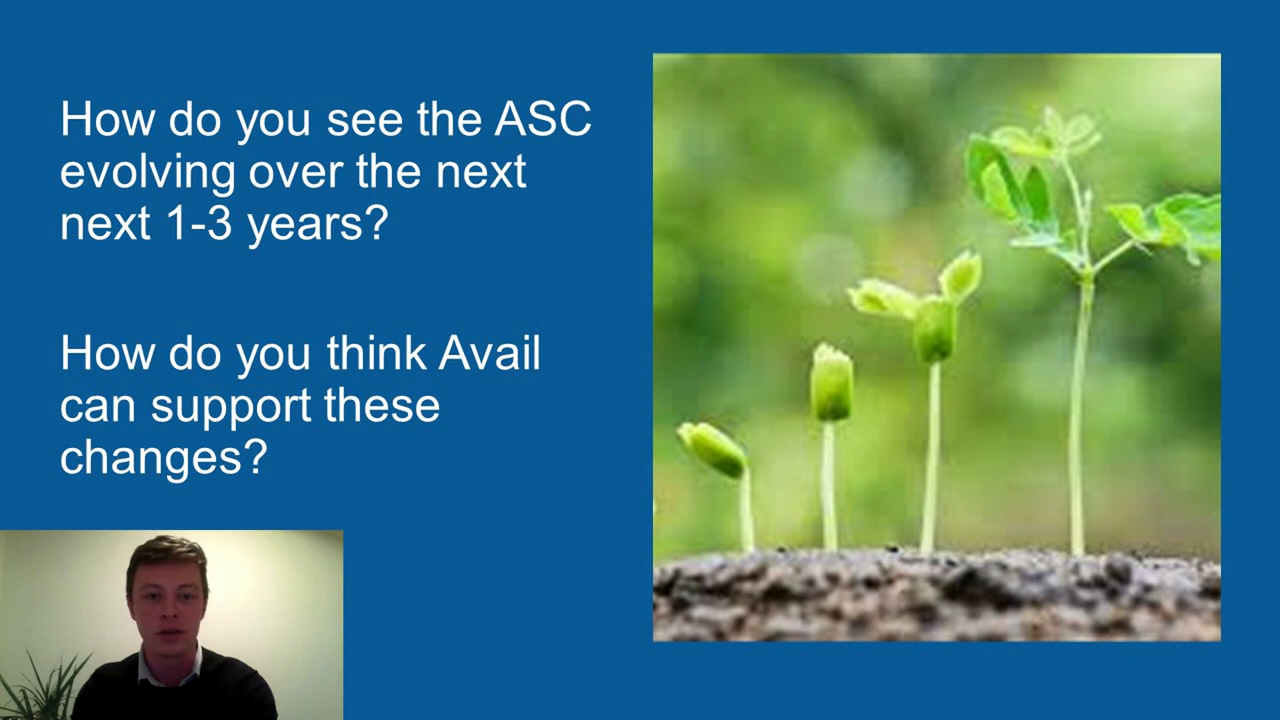 How do you see the ASC
evolving over the next
next 1-3 years?
How do you think Avail
can support these
changes?